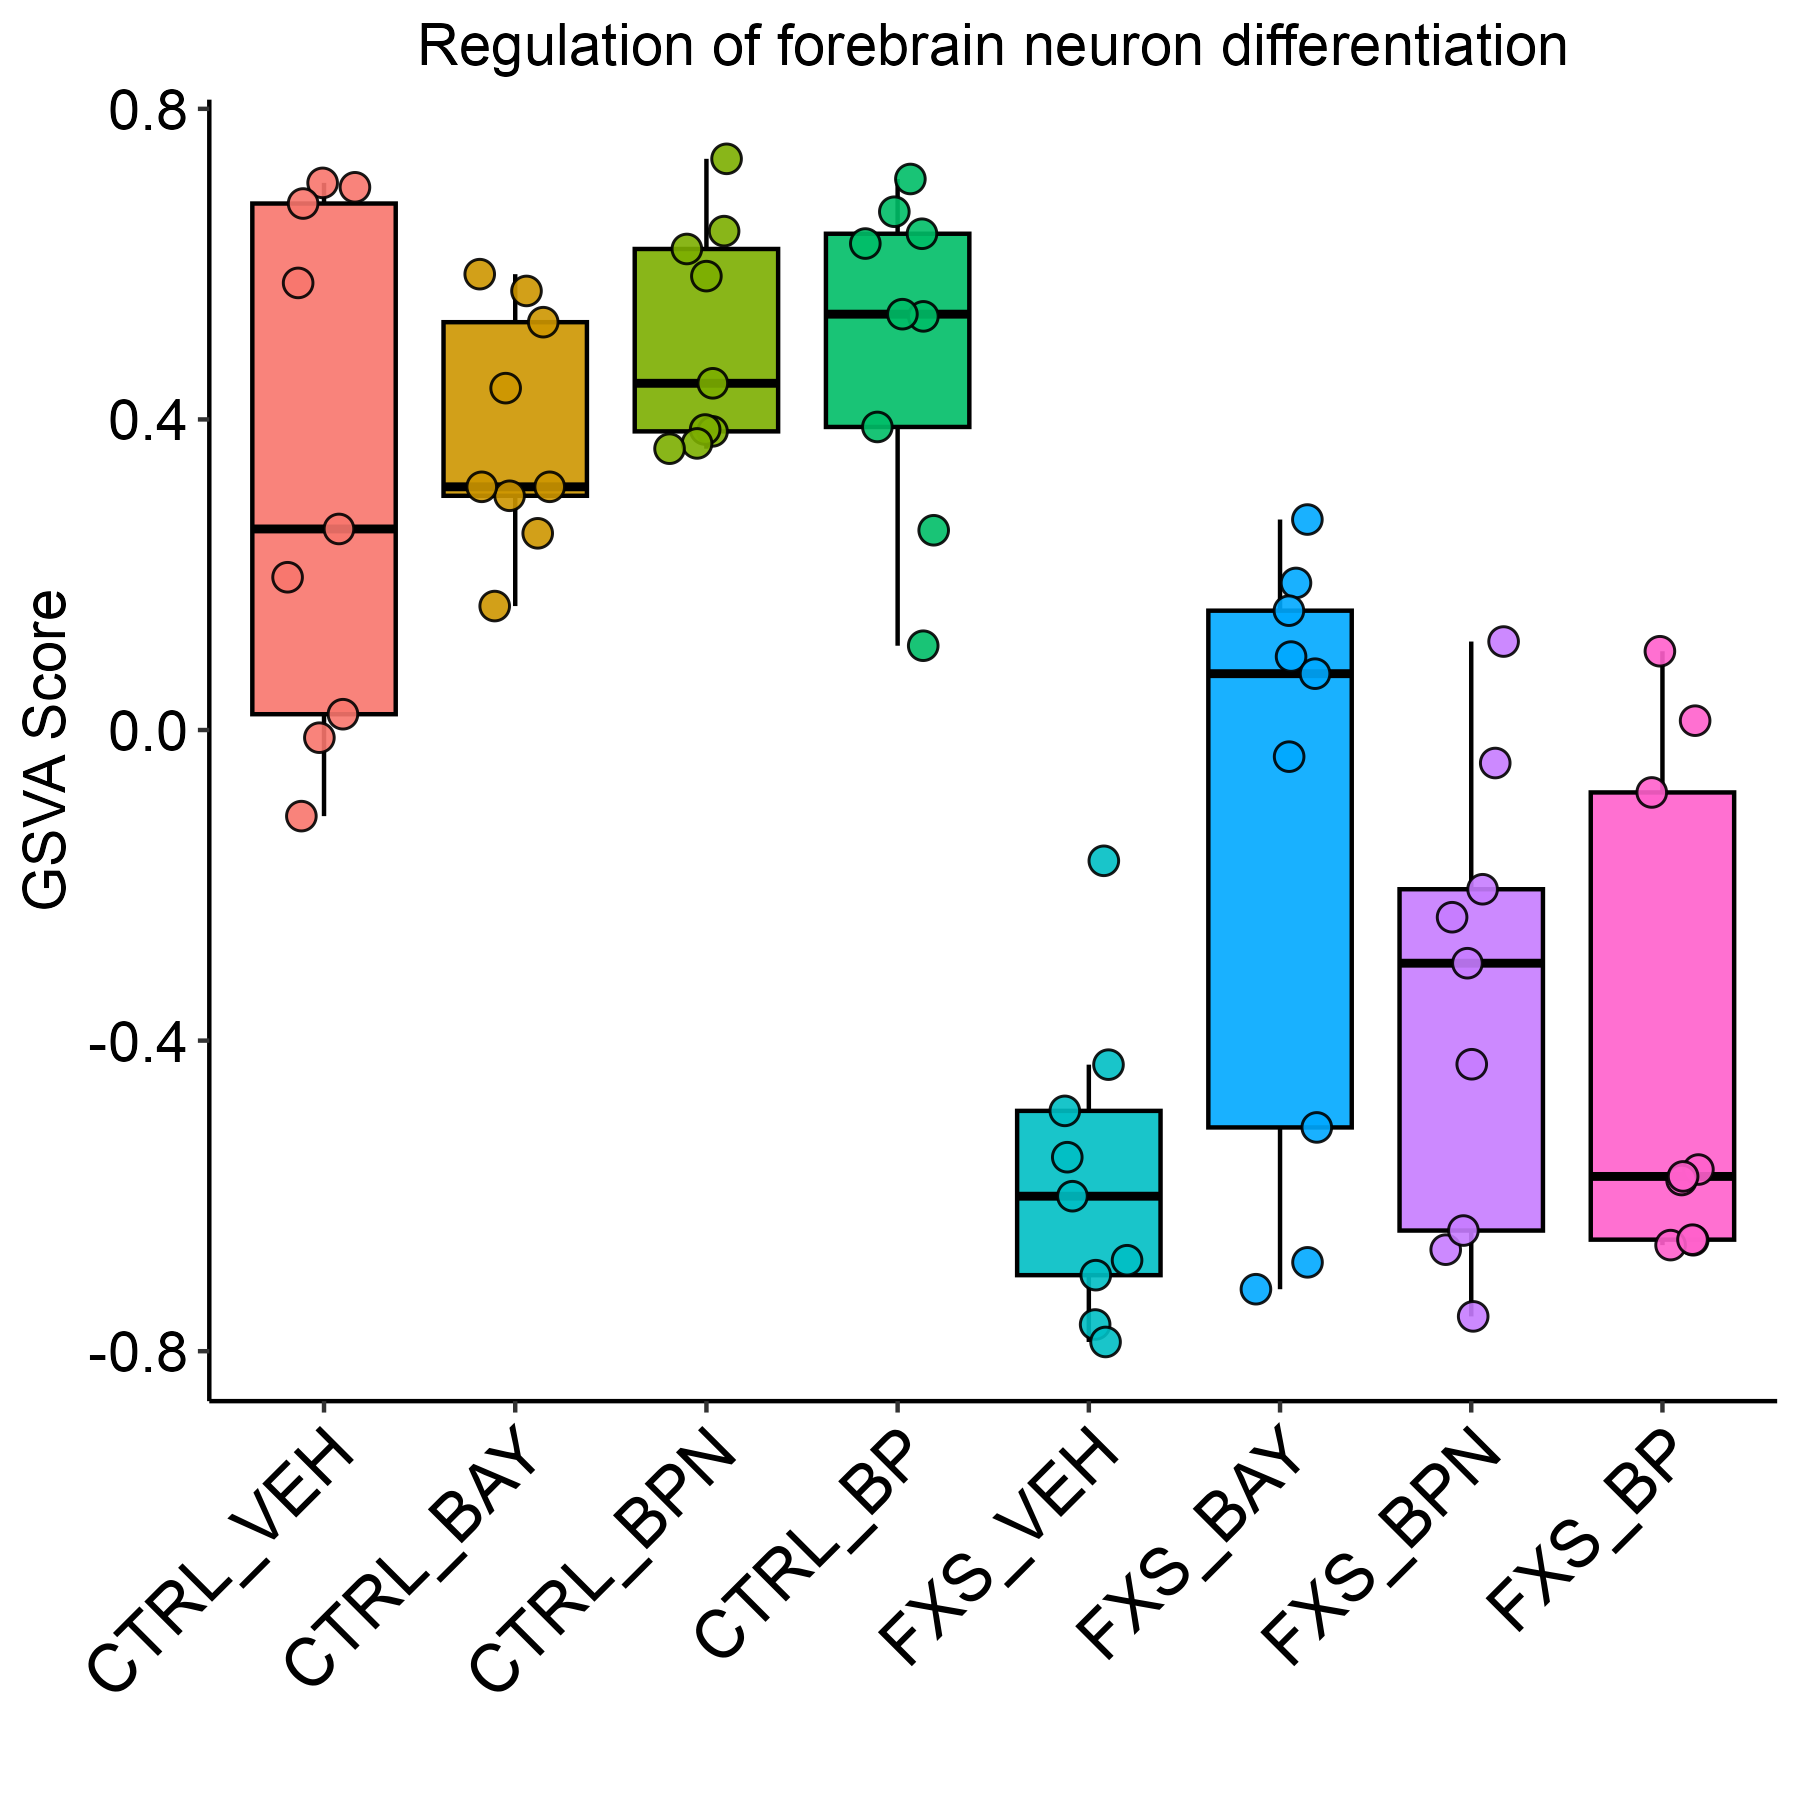 Regulation of forebrain neuron differentiation
0.8
0.4
0.0
-0.4
-0.8
GSVA Score
CTRL_VEH
CTRL_BAY
CTRL_BPN
CTRL_BP
FXS_VEH
FXS_BAY
FXS_BPN
FXS_BP